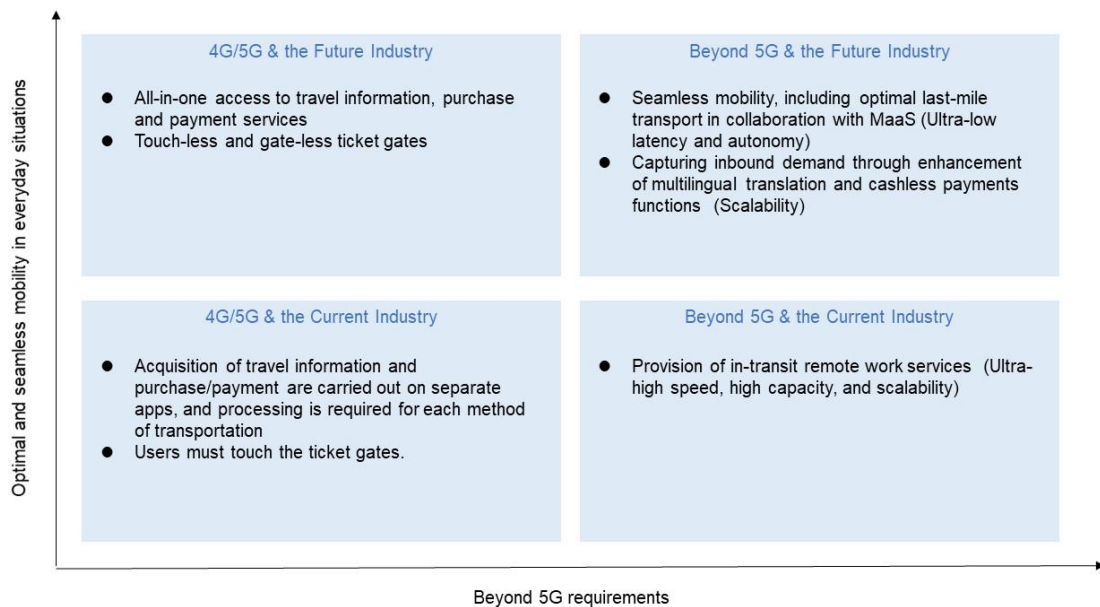 Optimal and seamless mobility in everyday situations
4G/5G & the Future Industry
● All-in-one access to travel information, purchase
and payment services
● Touch-less and gate-less ticket gates
Beyond 5G & the Future Industry
● Seamless mobility, including optimal last-mile
transport in collaboration with MaaS (Ultra-low
latency and autonomy)
● Capturing inbound demand through enhancement
of multilingual translation and cashless payments
functions (Scalability)
4G/5G & the Current Industry
● Acquisition of travel information and
purchase/payment are carried out on separate
apps, and processing is required for each method
of transportation
● Users must touch the ticket gates.
Beyond 5G & the Current Industry
● Provision of in-transit remote work services (Ultra-
high speed, high capacity, and scalability)
Beyond 5G requirements